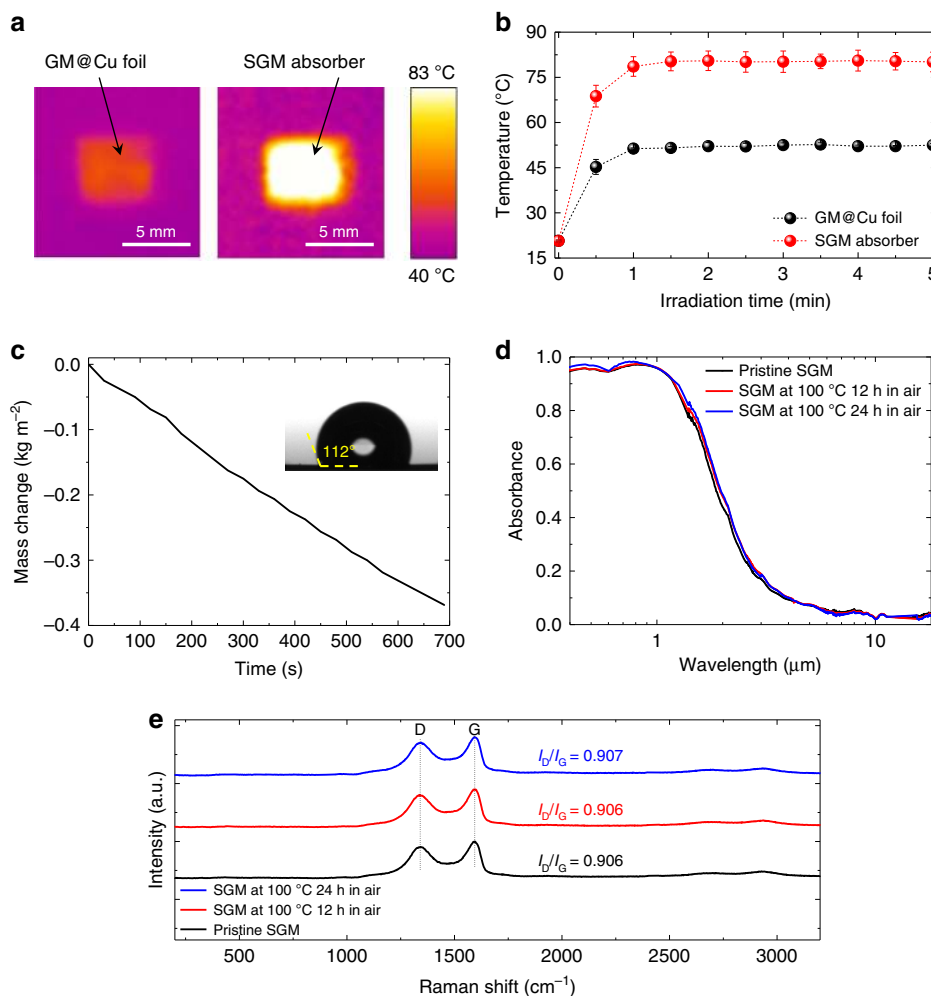 a
GM@Cu foil
SGM absorber
83 °C
5 mm
5 mm
40 °C
b
90
75
60
45
30
15
Temperature (°C)
GM@Cu foil
SGM absorber
0 1 2 3 4 5
Irradiation time (min)
c
0.0
–0.1
–0.2
–0.3
–0.4
Mass change (kg m⁻²)
112°
0 100 200 300 400 500 600 700
Time (s)
d
1.0
0.8
0.6
0.4
0.2
0.0
Absorbance
Pristine SGM
SGM at 100 °C 12 h in air
SGM at 100 °C 24 h in air
1 10
Wavelength (μm)
e
Intensity (a.u.)
D G
I_D/I_G = 0.907
I_D/I_G = 0.906
I_D/I_G = 0.906
SGM at 100 °C 24 h in air
SGM at 100 °C 12 h in air
Pristine SGM
500 1000 1500 2000 2500 3000
Raman shift (cm⁻¹)